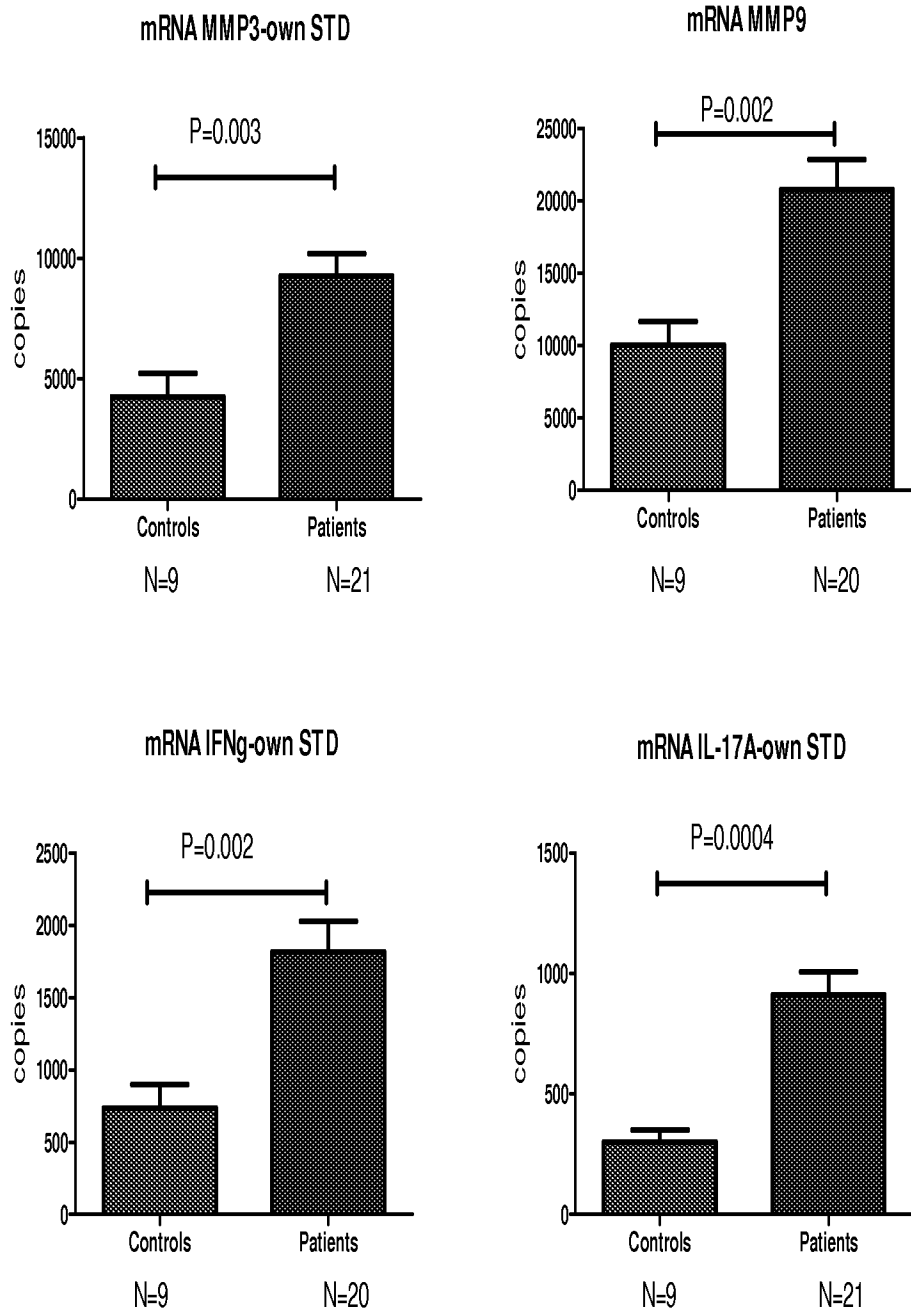 mRNA MMP3-own STD
P=0.003
15000
10000
5000
0
copies
Controls Patients
N=9 N=21
mRNA MMP9
P=0.002
25000
20000
15000
10000
5000
0
copies
Controls Patients
N=9 N=20
mRNA IFNg-own STD
P=0.002
2500
2000
1500
1000
500
0
copies
Controls Patients
N=9 N=20
mRNA IL-17A-own STD
P=0.0004
1500
1000
500
0
copies
Controls Patients
N=9 N=21